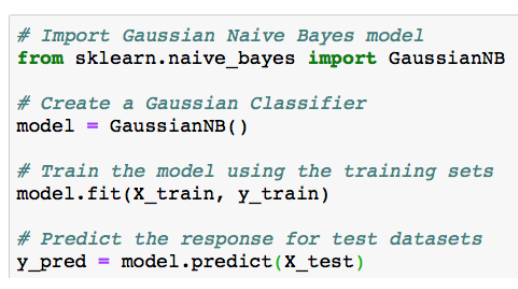 # Import Gaussian Naive Bayes model
from sklearn.naive_bayes import GaussianNB
# Create a Gaussian Classifier
model = GaussianNB()
# Train the model using the training sets
model.fit(X_train, y_train)
# Predict the response for test datasets
y_pred = model.predict(X_test)